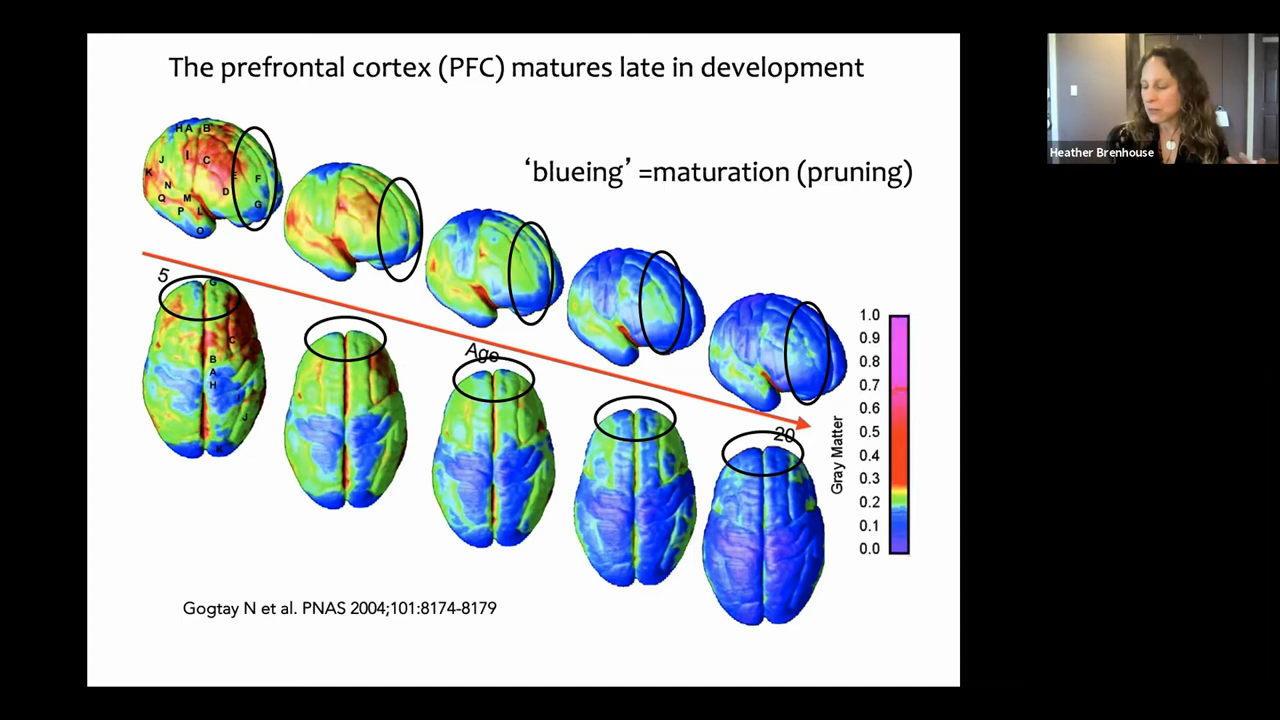 The prefrontal cortex (PFC) matures late in development
'blueing' =maturation (pruning)
Heather Brenhouse
H A B
J I C
K E F
N M D G
Q P L
O
5
G
C
B
A
H
J
K
Age
20
Gray Matter
1.0
0.9
0.8
0.7
0.6
0.5
0.4
0.3
0.2
0.1
0.0
Gogtay N et al. PNAS 2004;101:8174-8179